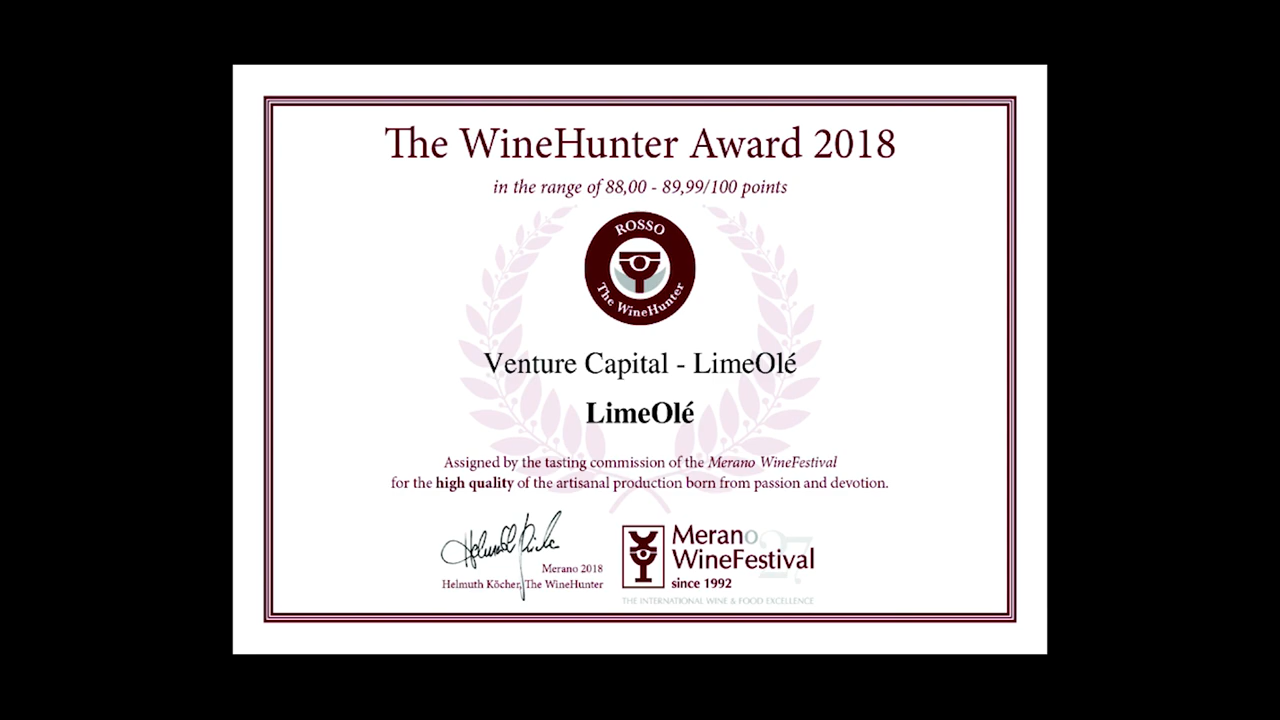 The WineHunter Award 2018
in the range of 88,00 - 89,99/100 points
ROSSO
The WineHunter
Venture Capital - LimeOlé
LimeOlé
Assigned by the tasting commission of the Merano WineFestival
for the high quality of the artisanal production born from passion and devotion.
Merano 2018
Helmuth Köcher, The WineHunter
27
Merano
WineFestival
since 1992
THE INTERNATIONAL WINE & FOOD EXCELLENCE